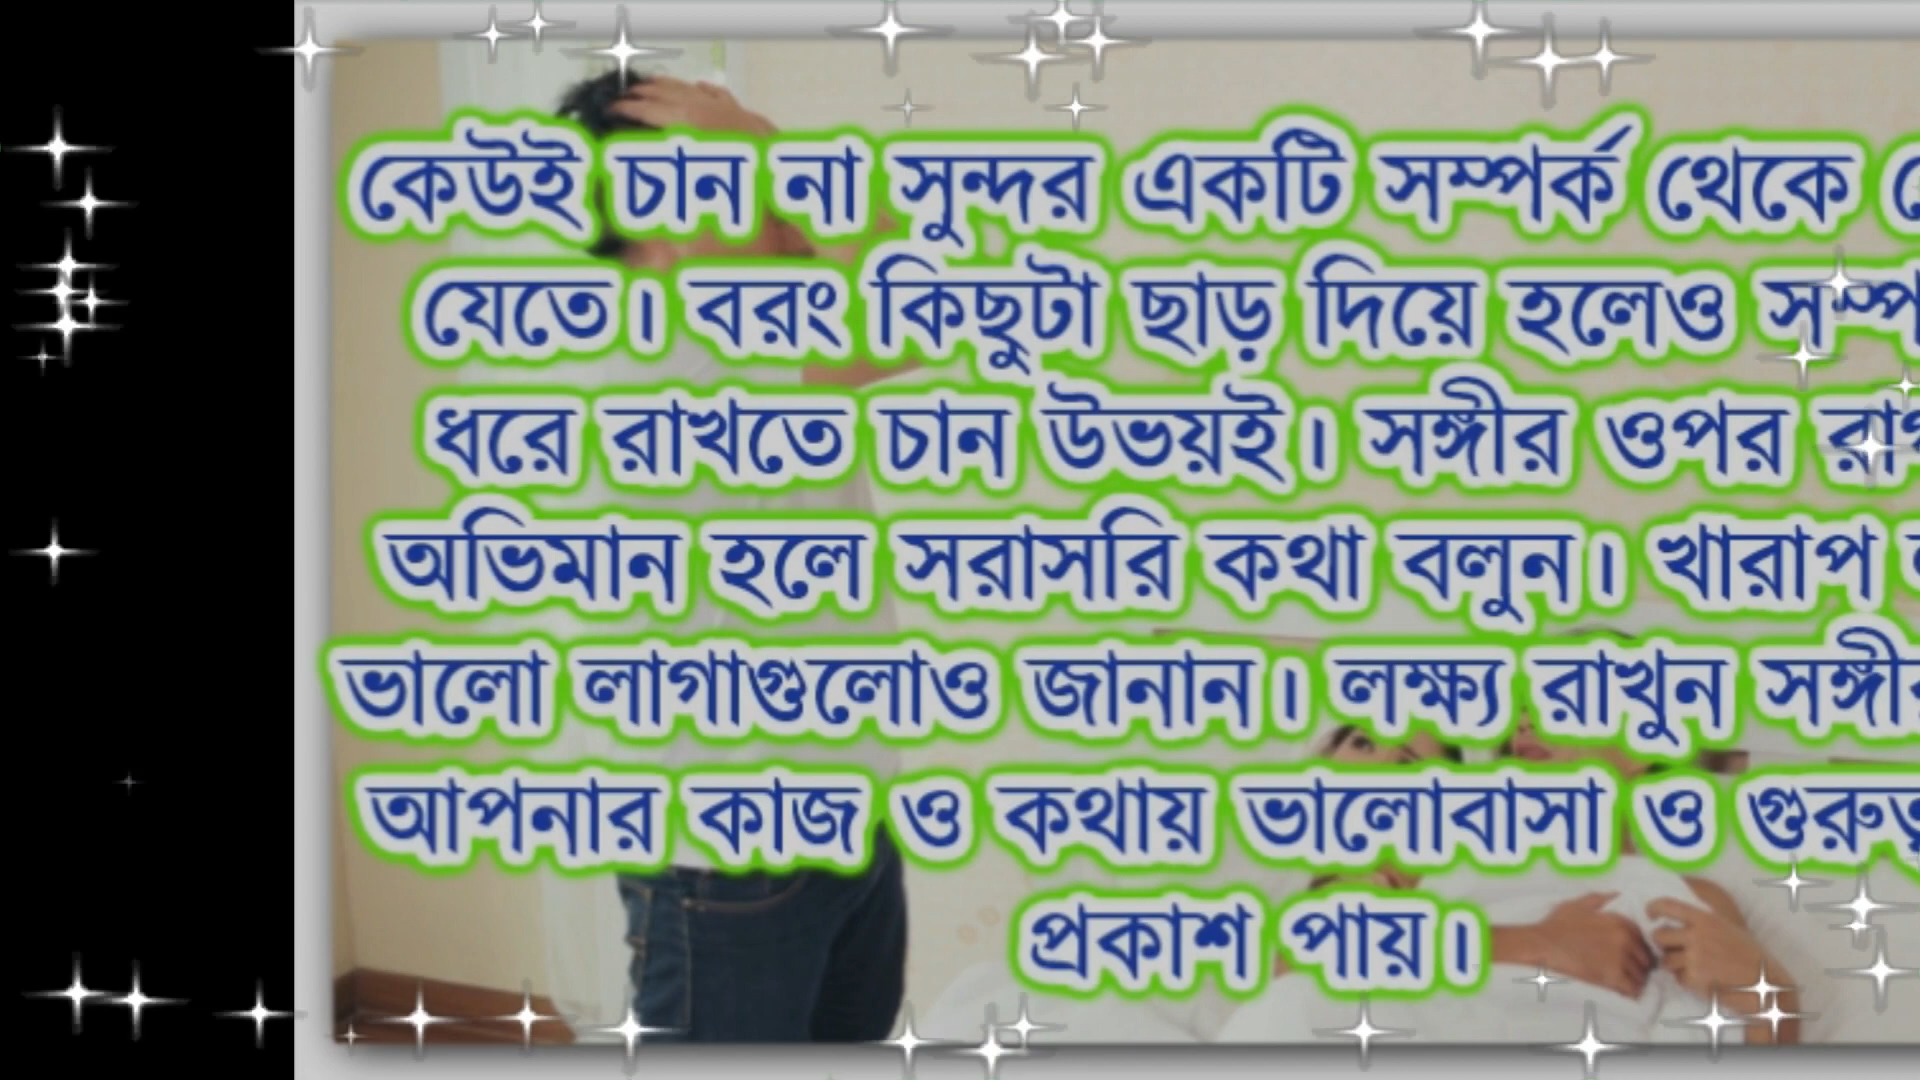 কেউই চান না সুন্দর একটি সম্পর্ক থেকে
যেতে। বরং কিছুটা ছাড় দিয়ে হলেও
ধরে রাখতে চান উভয়ই। সঙ্গীর ওপর
অভিমান হলে সরাসরি কথা বলুন। খারাপ
ভালো লাগাগুলোও জানান। লক্ষ্য রাখুন
আপনার কাজ ও কথায় ভালোবাসা ও
প্রকাশ পায়।